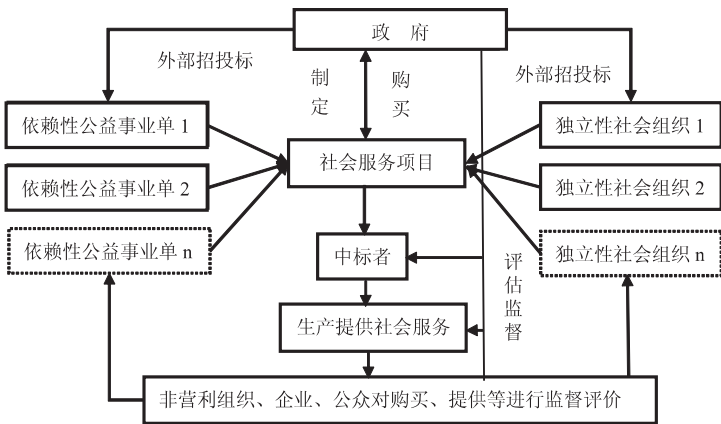 政 府
外部招投标
制定
购买
外部招投标
依赖性公益事业单 1
独立性社会组织 1
社会服务项目
依赖性公益事业单 2
独立性社会组织 2
依赖性公益事业单 n
中标者
评估监督
独立性社会组织 n
生产提供社会服务
非营利组织、企业、公众对购买、提供等进行监督评价